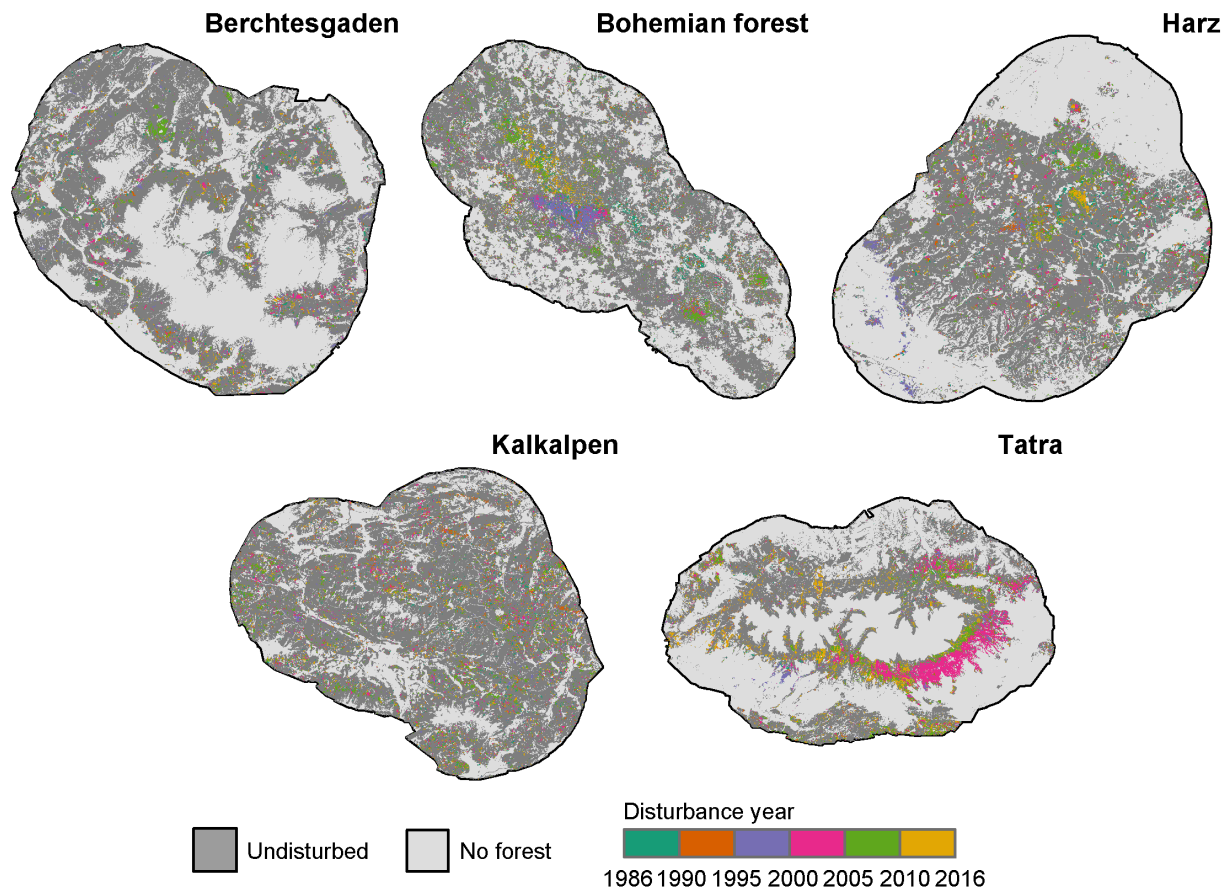 Berchtesgaden
Bohemian forest
Harz
Kalkalpen
Tatra
Disturbance year
Undisturbed
No forest
1986 1990 1995 2000 2005 2010 2016